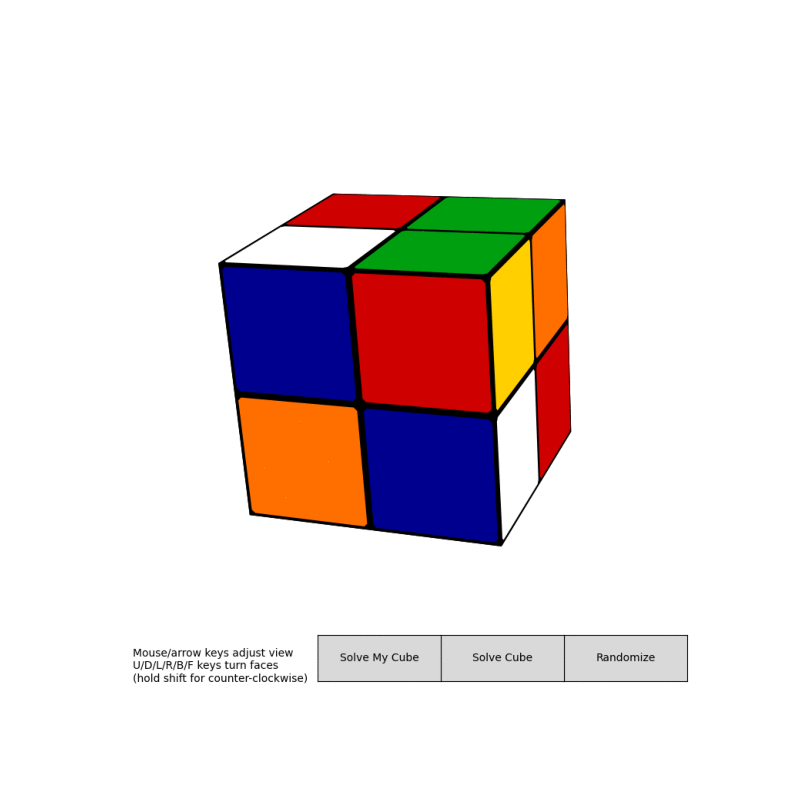 Mouse/arrow keys adjust view
U/D/L/R/B/F keys turn faces
(hold shift for counter-clockwise)
Solve My Cube
Solve Cube
Randomize